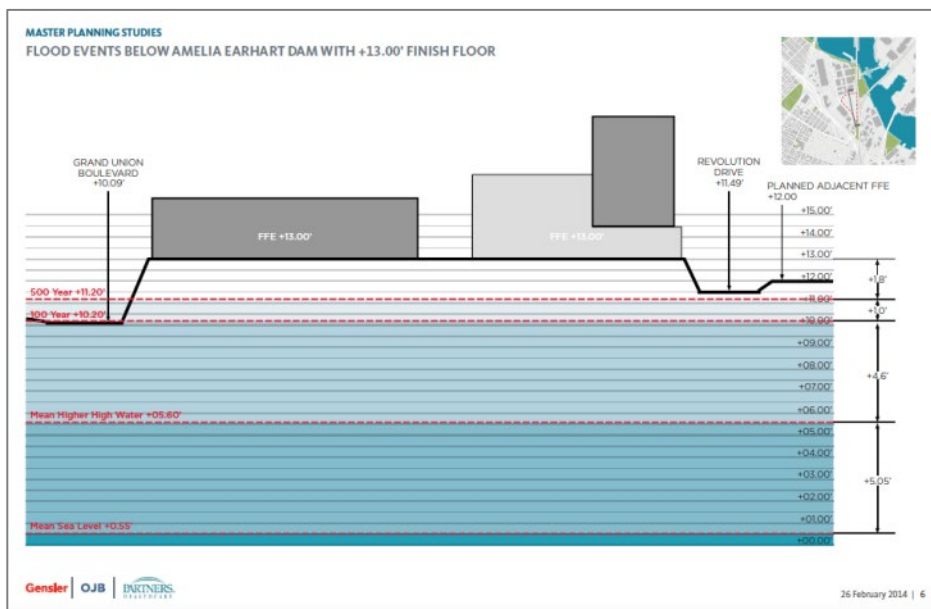 MASTER PLANNING STUDIES
FLOOD EVENTS BELOW AMELIA EARHART DAM WITH +13.00' FINISH FLOOR
GRAND UNION
BOULEVARD
+10.09'
REVOLUTION
DRIVE
+11.49'
PLANNED ADJACENT FFE
+12.00
FFE +13.00'
FFE +13.00'
+15.00'
+14.00'
+13.00'
+12.00'
+11.00'
+10.00'
+09.00'
+08.00'
+07.00'
+06.00'
+05.00'
+04.00'
+03.00'
+02.00'
+01.00'
+00.00'
500 Year +11.20'
100 Year +10.20'
Mean Higher High Water +05.60'
Mean Sea Level +0.55'
+1.8'
+1.0'
+4.6'
+5.05'
Gensler | OJB | PARTNERS.
HEALTHCARE
26 February 2014 | 6